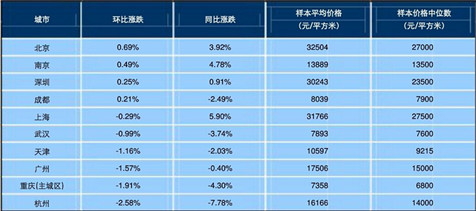 城市 环比涨跌 同比涨跌 样本平均价格 样本价格中位数
(元/平方米) (元/平方米)
北京 0.69% 3.92% 32504 27000
南京 0.49% 4.78% 13889 13500
深圳 0.25% 0.91% 30243 23500
成都 0.21% -2.49% 8039 7900
上海 -0.29% 5.90% 31766 27500
武汉 -0.99% -3.74% 7893 7600
天津 -1.16% -2.03% 10597 9215
广州 -1.57% -0.40% 17506 15000
重庆(主城区) -1.91% -4.30% 7358 6800
杭州 -2.58% -7.78% 16166 14000